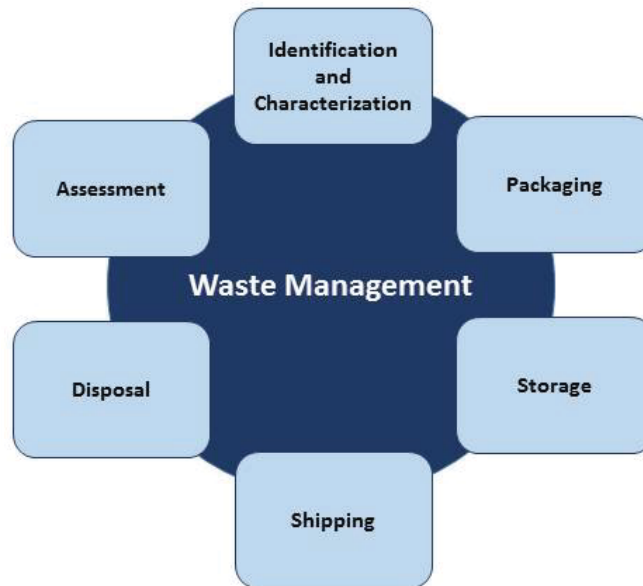 Identification
and
Characterization
Packaging
Storage
Shipping
Disposal
Assessment
Waste Management